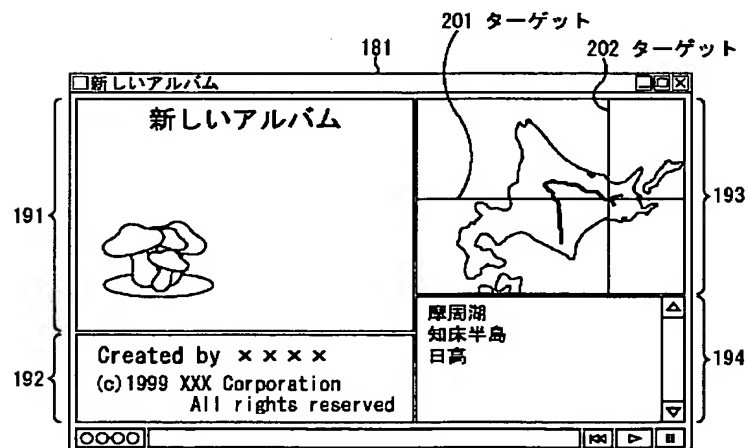 201 ターゲット
202 ターゲット
181
新しいアルバム
新しいアルバム
191
193
摩周湖
知床半島
日高
194
192
Created by ××××
(c)1999 XXX Corporation
All rights reserved